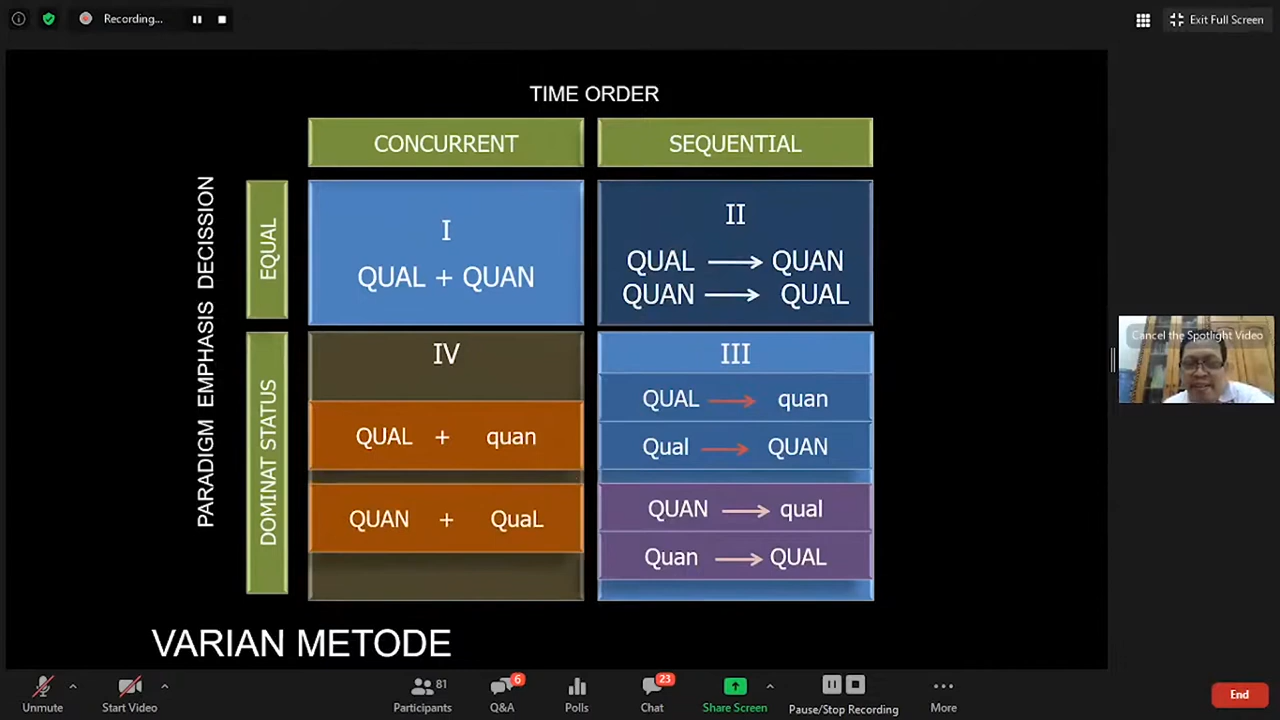 Recording...
Exit Full Screen
TIME ORDER
CONCURRENT
SEQUENTIAL
PARADIGM EMPHASIS DECISSION
EQUAL
I
QUAL + QUAN
II
QUAL → QUAN
QUAN → QUAL
DOMINAT STATUS
IV
QUAL + quan
QUAN + QuaL
III
QUAL → quan
Qual → QUAN
QUAN → qual
Quan → QUAL
VARIAN METODE
Cancel the Spotlight Video
Unmute
Start Video
81
Participants
6
Q&A
Polls
23
Chat
Share Screen
Pause/Stop Recording
More
End